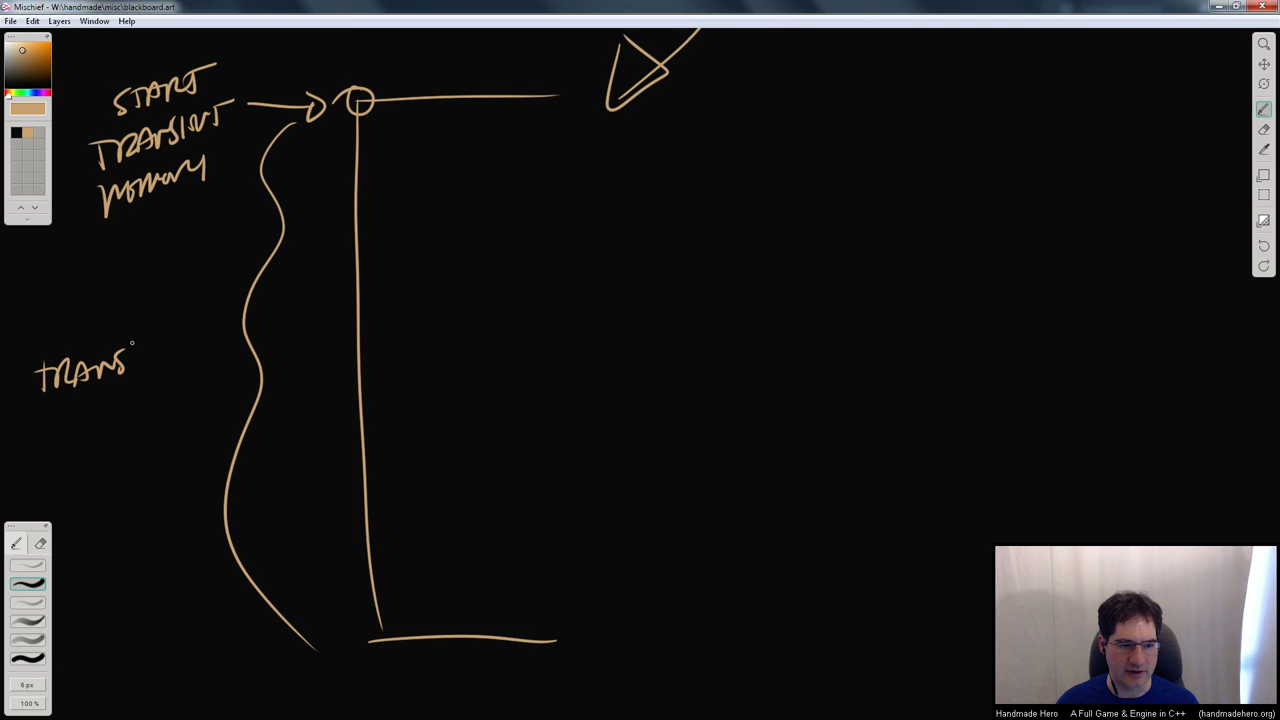 Mischief - W:\handmade\misc\blackboard.art
File Edit Layers Window Help
START
TRANSIENT
MEMORY
TRANS
6 px
100 %
Handmade Hero A Full Game & Engine in C++ (handmadehero.org)